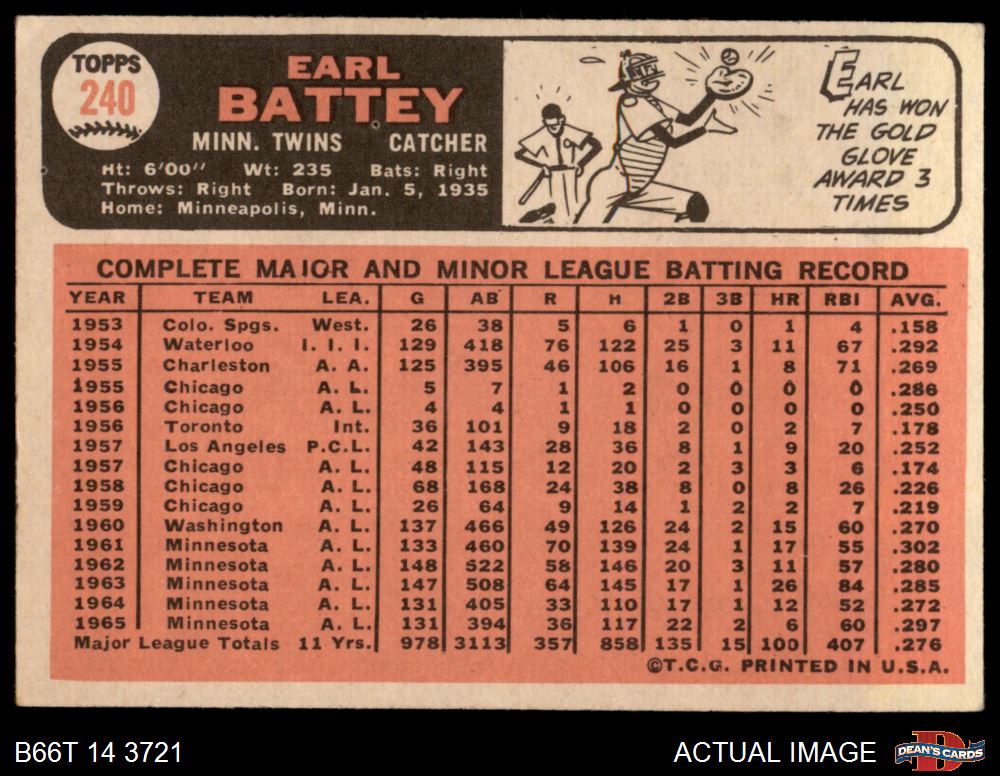 TOPPS
240
EARL
BATTEY
MINN. TWINS CATCHER
Ht: 6'00" Wt: 235 Bats: Right
Throws: Right Born: Jan. 5, 1935
Home: Minneapolis, Minn.
EARL
HAS WON
THE GOLD
GLOVE
AWARD 3
TIMES
COMPLETE MAJOR AND MINOR LEAGUE BATTING RECORD
YEAR TEAM LEA. G AB R H 2B 3B HR RBI AVG.
1953 Colo. Spgs. West. 26 38 5 6 1 0 1 4 .158
1954 Waterloo I. I. I. 129 418 76 122 25 3 11 67 .292
1955 Charleston A. A. 125 395 46 106 16 1 8 71 .269
1955 Chicago A. L. 5 7 1 2 0 0 0 0 .286
1956 Chicago A. L. 4 4 1 1 0 0 0 0 .250
1956 Toronto Int. 36 101 9 18 2 0 2 7 .178
1957 Los Angeles P.C.L. 42 143 28 36 8 1 9 20 .252
1957 Chicago A. L. 48 115 12 20 2 3 3 6 .174
1958 Chicago A. L. 68 168 24 38 8 0 8 26 .226
1959 Chicago A. L. 26 64 9 14 1 2 2 7 .219
1960 Washington A. L. 137 466 49 126 24 2 15 60 .270
1961 Minnesota A. L. 133 460 70 139 24 1 17 55 .302
1962 Minnesota A. L. 148 522 58 146 20 3 11 57 .280
1963 Minnesota A. L. 147 508 64 145 17 1 26 84 .285
1964 Minnesota A. L. 131 405 33 110 17 1 12 52 .272
1965 Minnesota A. L. 131 394 36 117 22 2 6 60 .297
Major League Totals 11 Yrs. 978 3113 357 858 135 15 100 407 .276
©T.C.G. PRINTED IN U.S.A.
B66T 14 3721
ACTUAL IMAGE
DEAN'S CARDS